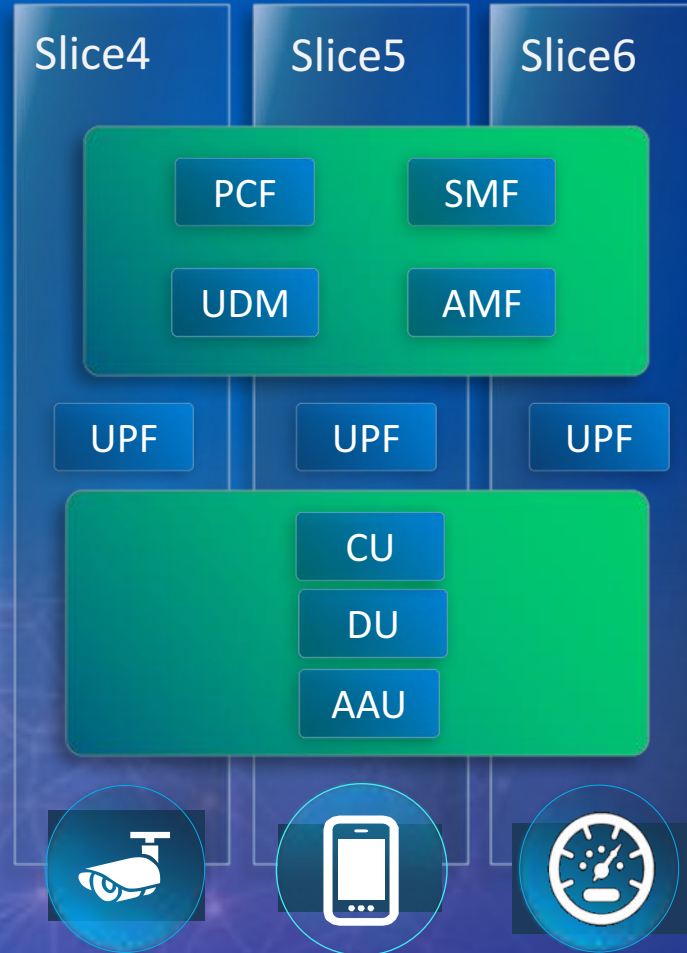 Slice4 Slice5 Slice6
PCF SMF
UDM AMF
UPF UPF UPF
CU
DU
AAU